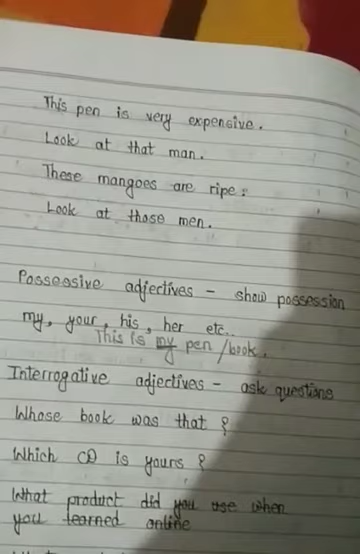 This pen is very expensive.
Look at that man.
These mangoes are ripe.
Look at those men.
Possessive adjectives - show possession
my, your, his, her etc.
This is my pen/book.
Interrogative adjectives - ask questions
Whose book was that ?
Which CD is yours ?
What product did you use when
you learned online